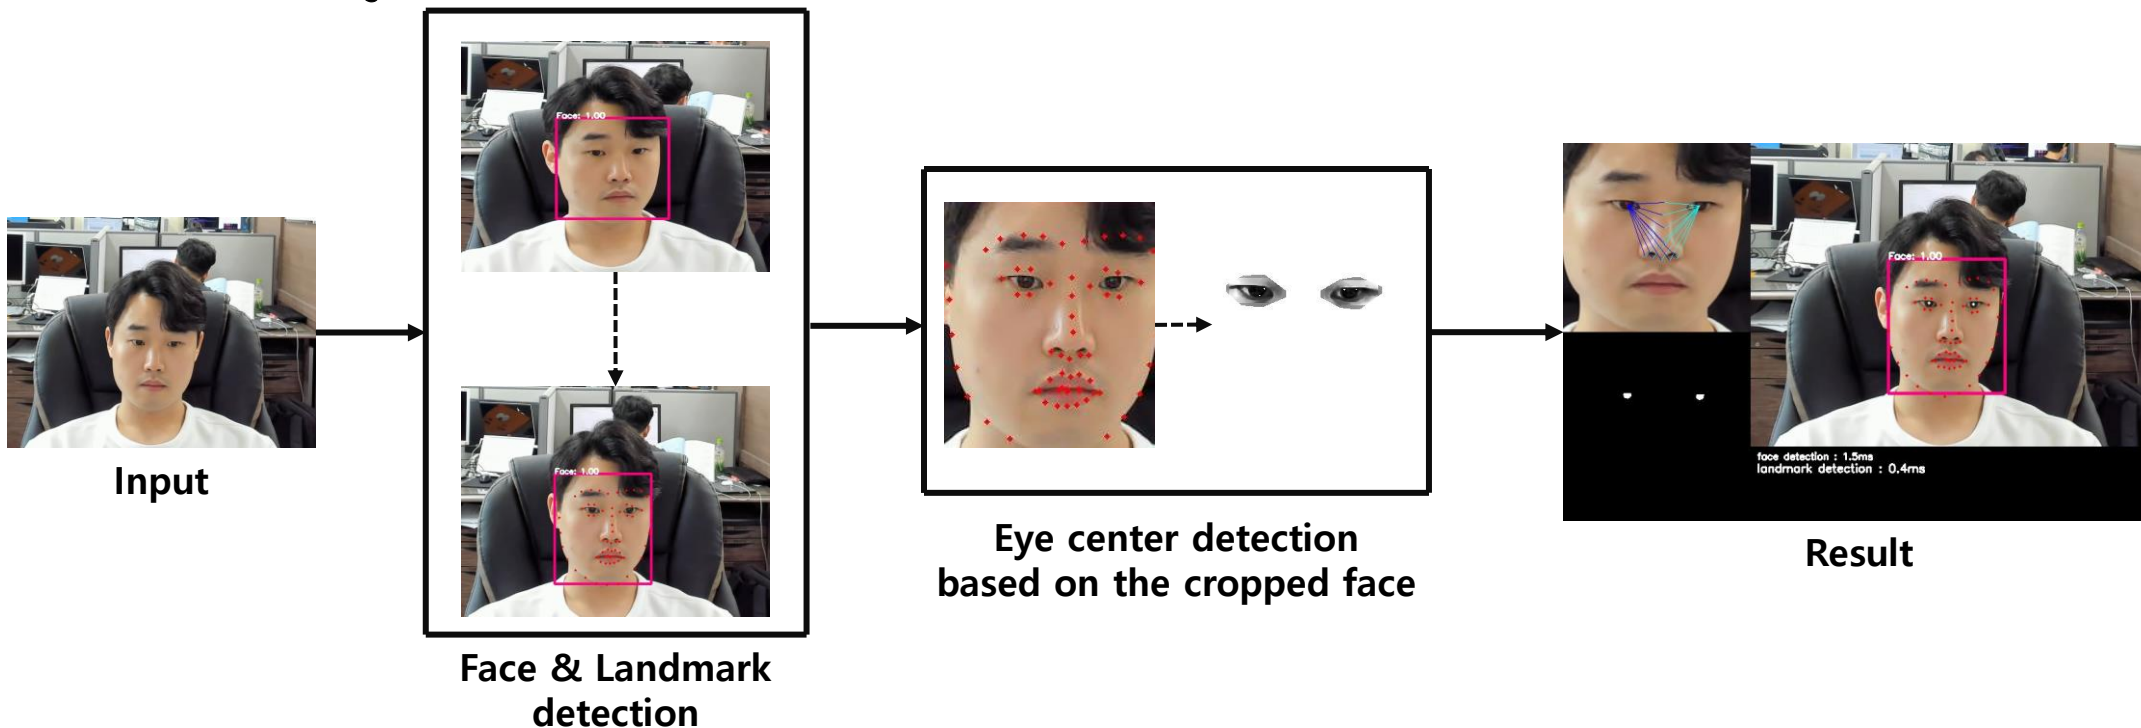 Face: 1.00
Face: 1.00
Face: 1.00
face detection : 1.5ms
landmark detection : 0.4ms
Input
Face & Landmark
detection
Eye center detection
based on the cropped face
Result